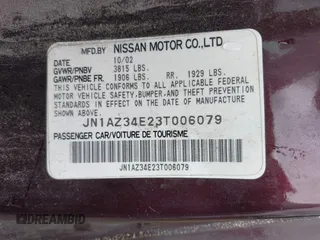 MFD.BY NISSAN MOTOR CO.,LTD
DATE 10/02
GVWR/PNBV 3815 LBS.
GAWR/PNBE FR. 1906 LBS. RR. 1929 LBS.
THIS VEHICLE CONFORMS TO ALL APPLICABLE FEDERAL
MOTOR VEHICLE SAFETY, BUMPER, AND THEFT PREVENTION
STANDARDS IN EFFECT ON THE DATE OF MANUFACTURE
SHOWN ABOVE.
JN1AZ34E23T006079
PASSENGER CAR/VOITURE DE TOURISME
JN1AZ34E23T006079
DREAMBID